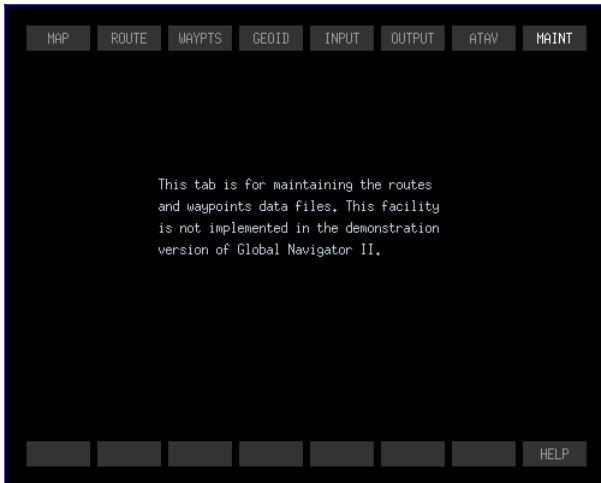 MAP ROUTE WAYPTS GEOID INPUT OUTPUT ATAV MAINT
This tab is for maintaining the routes
and waypoints data files. This facility
is not implemented in the demonstration
version of Global Navigator II.
HELP